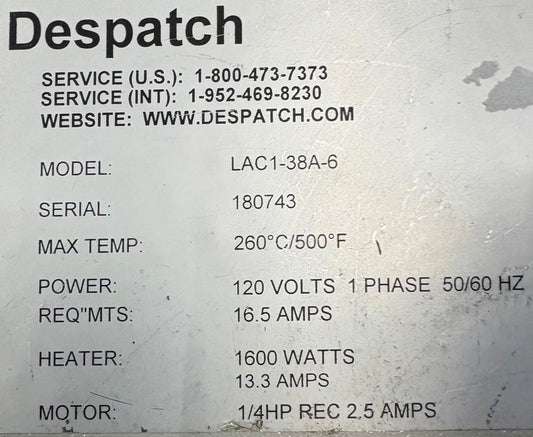 Despatch
SERVICE (U.S.): 1-800-473-7373
SERVICE (INT): 1-952-469-8230
WEBSITE: WWW.DESPATCH.COM
MODEL: LAC1-38A-6
SERIAL: 180743
MAX TEMP: 260°C/500°F
POWER: 120 VOLTS 1 PHASE 50/60 HZ
REQ"MTS: 16.5 AMPS
HEATER: 1600 WATTS
13.3 AMPS
MOTOR: 1/4HP REC 2.5 AMPS